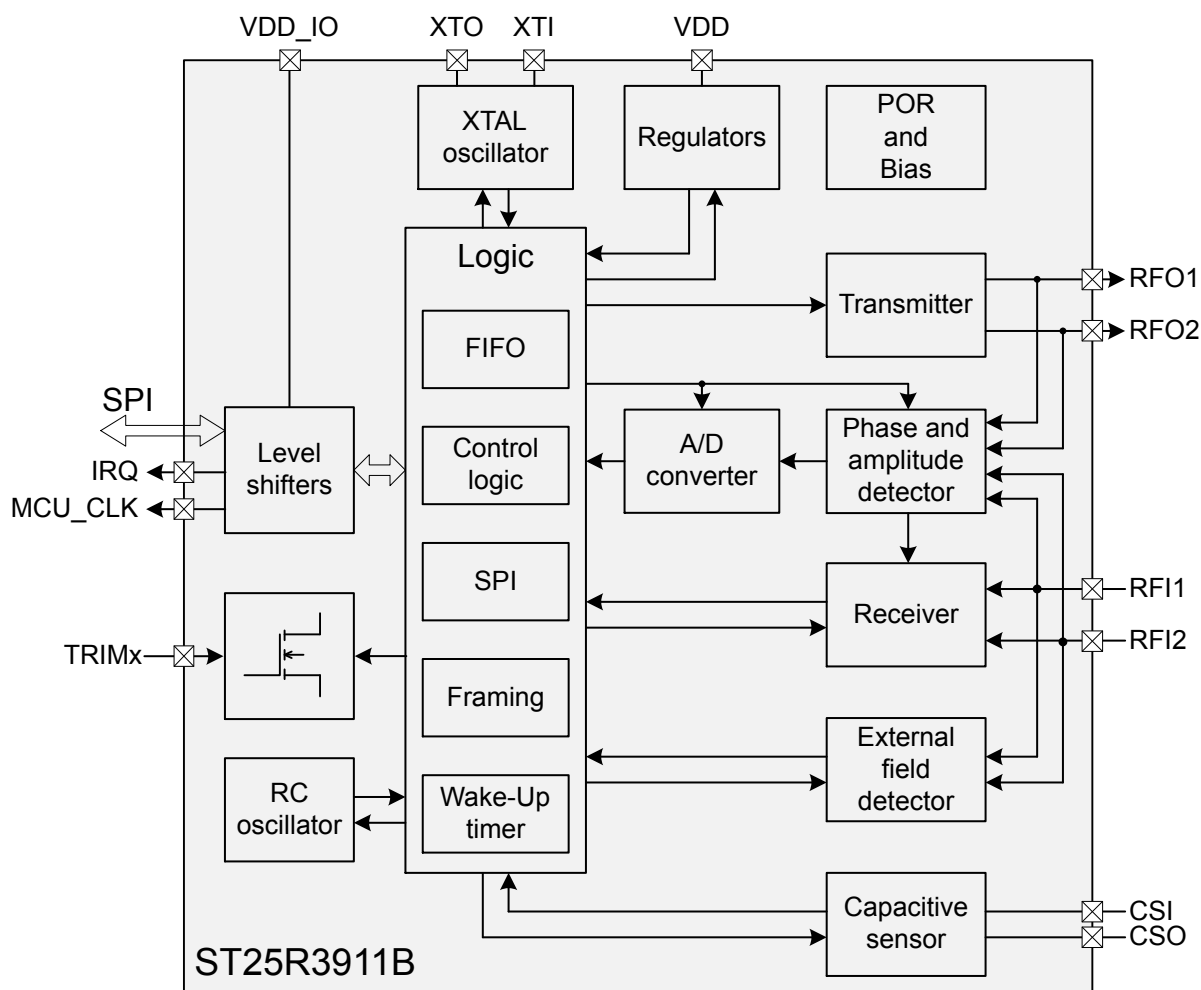 VDD_IO
XTO
XTI
VDD
XTAL
oscillator
Regulators
POR
and
Bias
Logic
FIFO
Control
logic
SPI
Framing
Wake-Up
timer
Transmitter
RFO1
RFO2
SPI
IRQ
MCU_CLK
Level
shifters
A/D
converter
Phase and
amplitude
detector
Receiver
RFI1
RFI2
TRIMx
External
field
detector
RC
oscillator
Capacitive
sensor
CSI
CSO
ST25R3911B